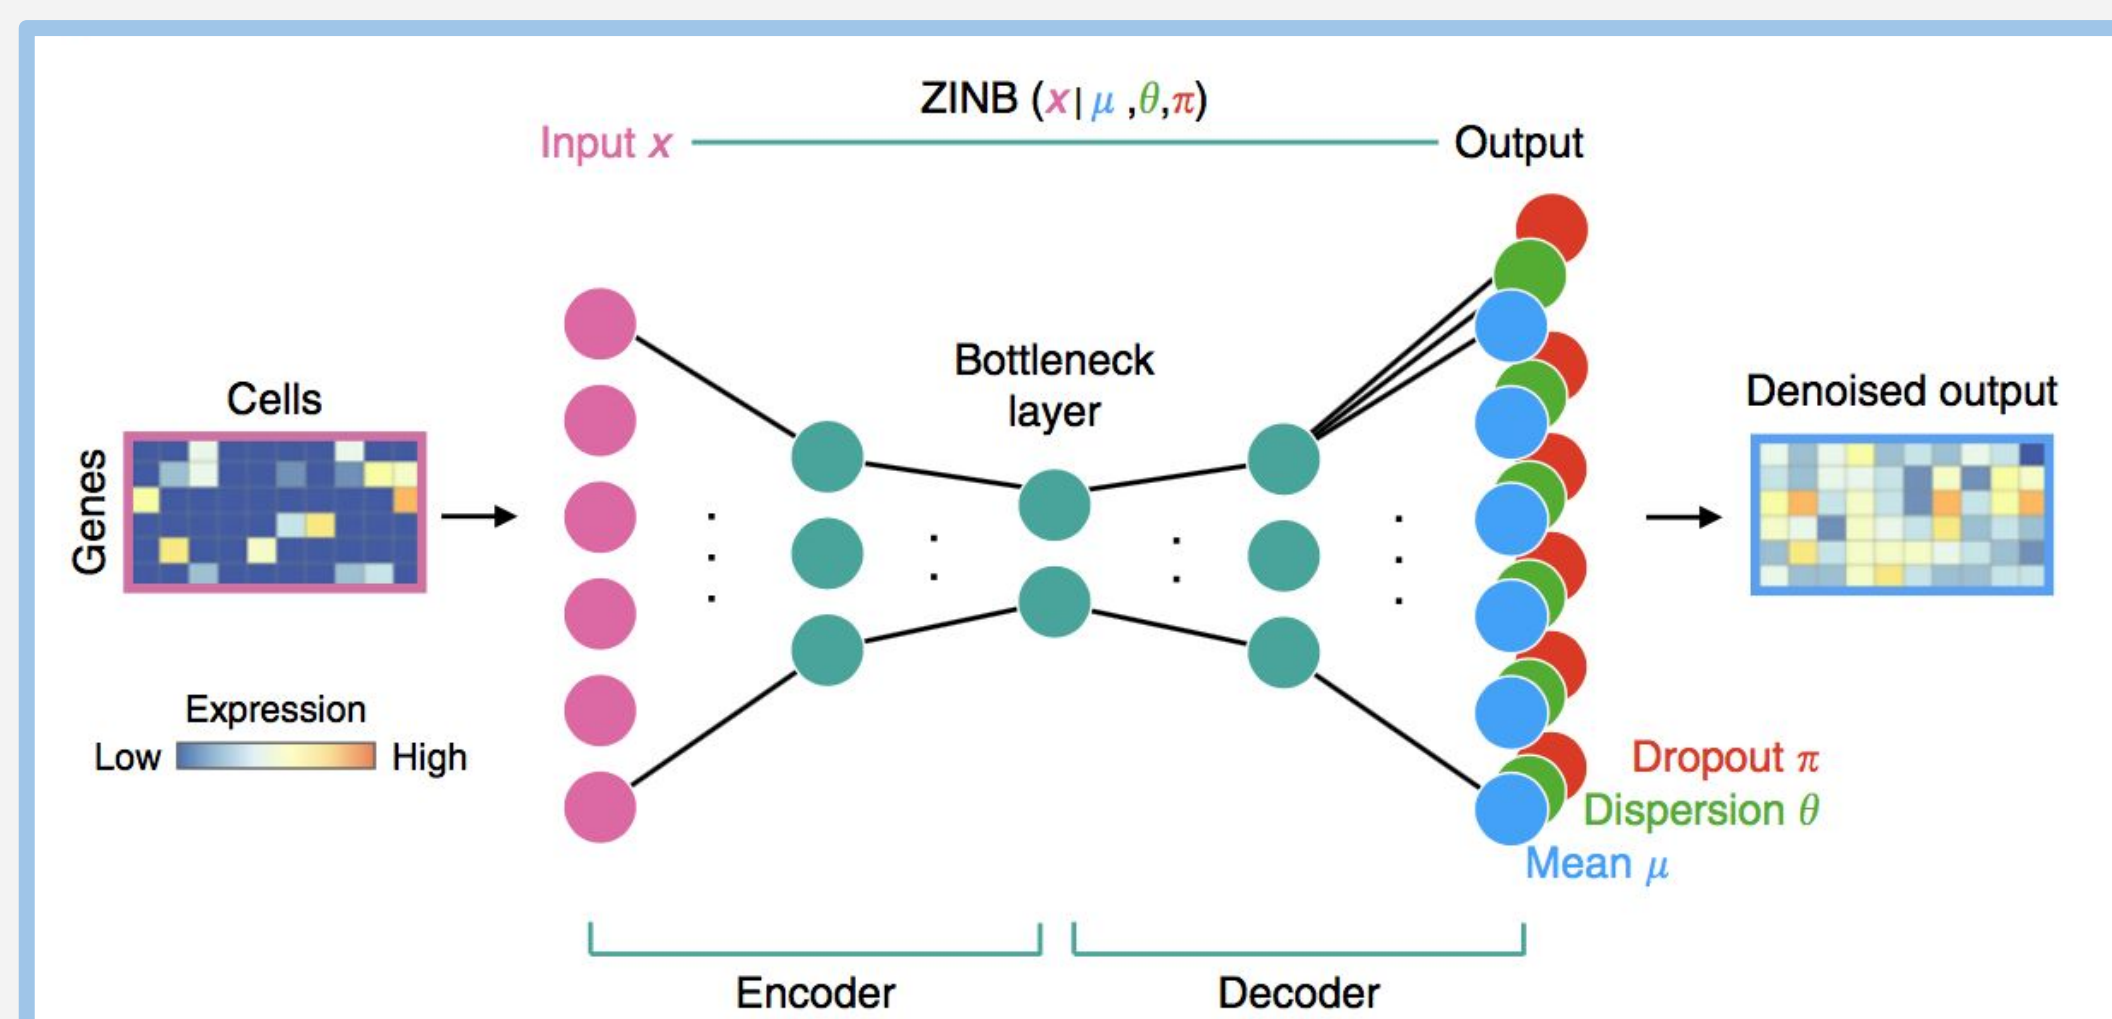 ZINB (x| μ ,θ,π)
Input x
Output
Bottleneck
layer
Cells
Genes
Denoised output
Expression
Low
High
Dropout π
Dispersion θ
Mean μ
Encoder
Decoder